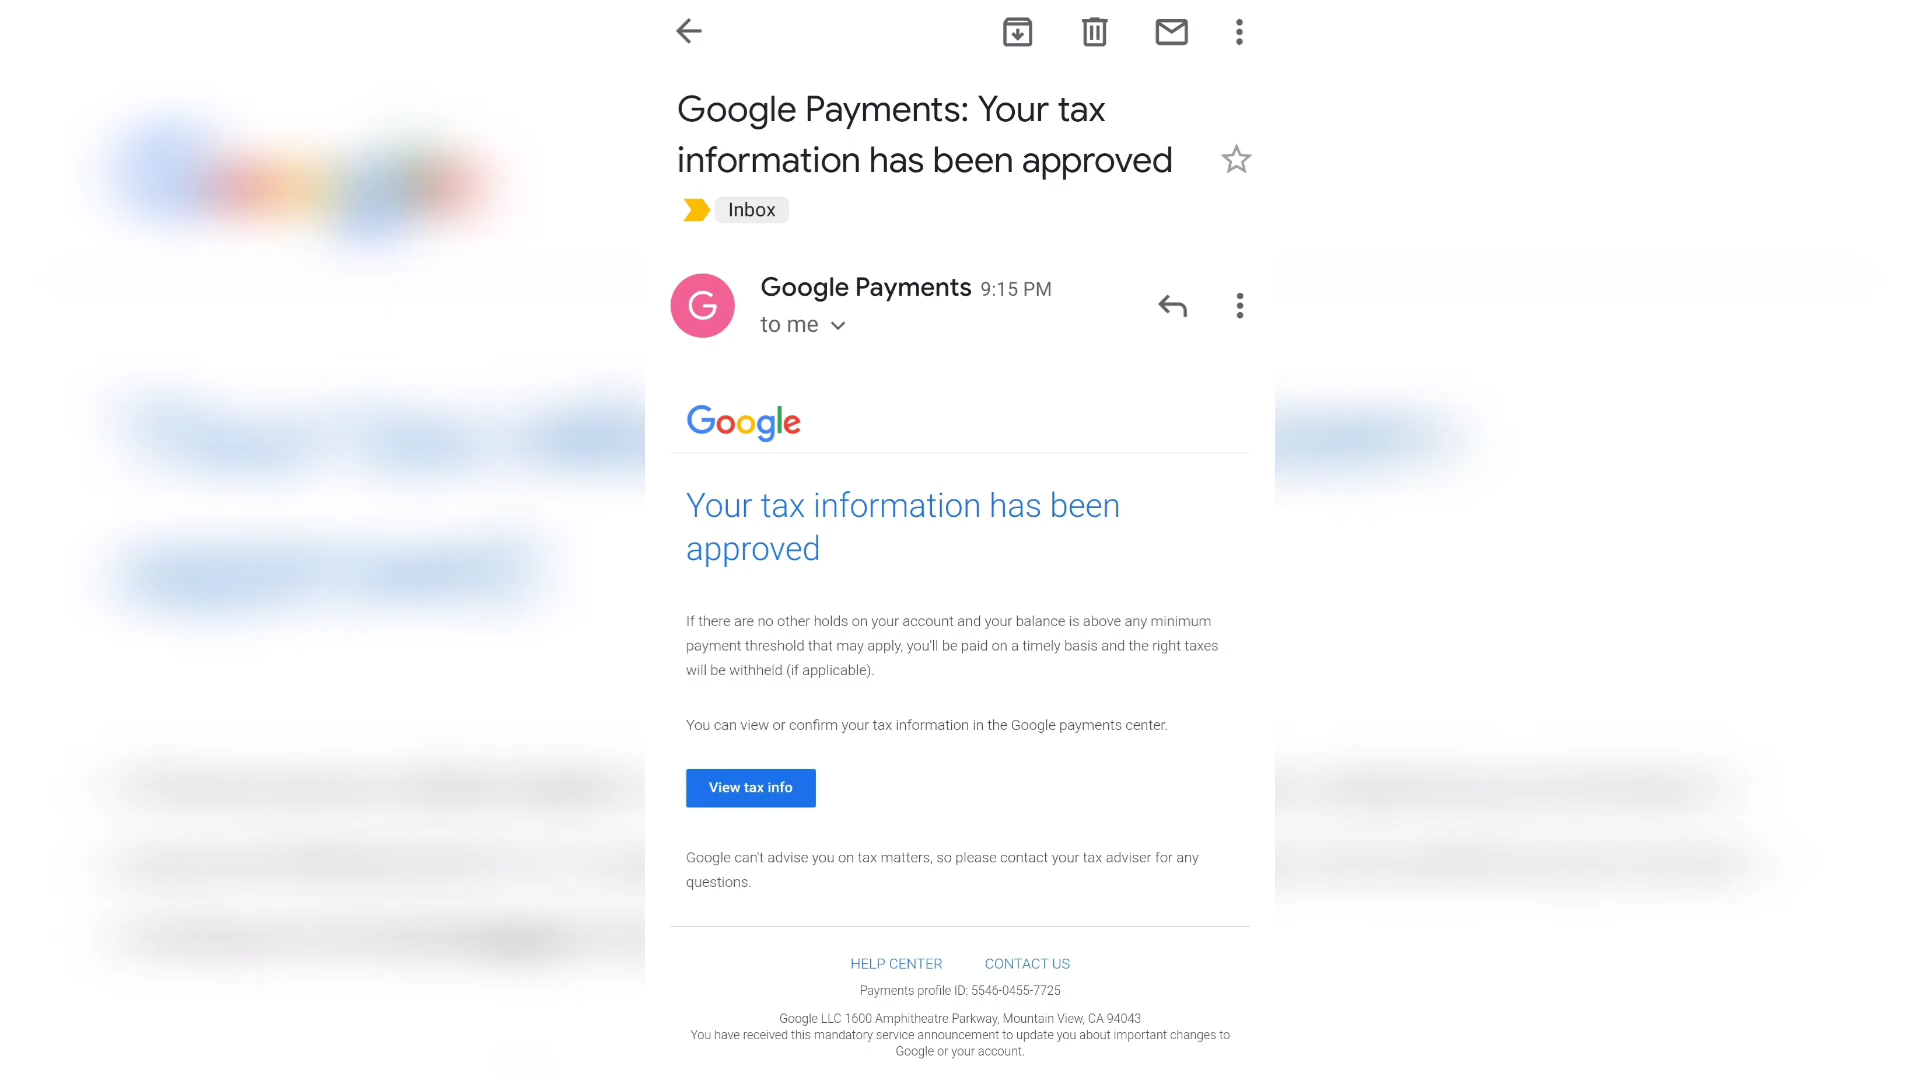 Google Payments: Your tax
information has been approved
Inbox
G
Google Payments 9:15 PM
to me
Google
Your tax information has been
approved
If there are no other holds on your account and your balance is above any minimum
payment threshold that may apply, you'll be paid on a timely basis and the right taxes
will be withheld (if applicable).
You can view or confirm your tax information in the Google payments center.
View tax info
Google can't advise you on tax matters, so please contact your tax adviser for any
questions.
HELP CENTER CONTACT US
Payments profile ID: 5546-0455-7725
Google LLC 1600 Amphitheatre Parkway, Mountain View, CA 94043
You have received this mandatory service announcement to update you about important changes to
Google or your account.